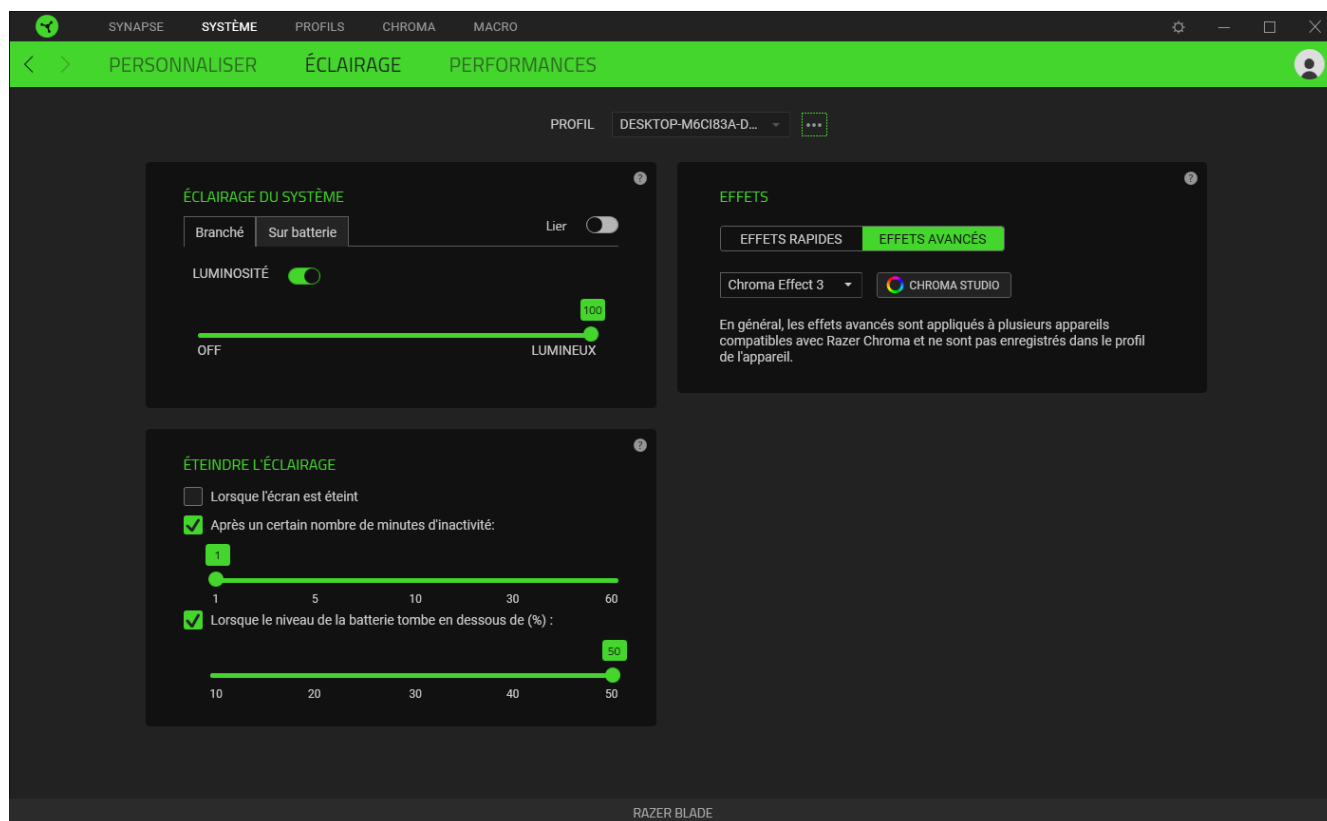 SYNAPSE SYSTÈME PROFILS CHROMA MACRO
PERSONNALISER ÉCLAIRAGE PERFORMANCES
PROFIL DESKTOP-M6CI83A-D...
ÉCLAIRAGE DU SYSTÈME
Branché Sur batterie Lier
LUMINOSITÉ
100
OFF LUMINEUX
EFFETS
EFFETS RAPIDES EFFETS AVANCÉS
Chroma Effect 3 CHROMA STUDIO
En général, les effets avancés sont appliqués à plusieurs appareils
compatibles avec Razer Chroma et ne sont pas enregistrés dans le profil
de l'appareil.
ÉTEINDRE L'ÉCLAIRAGE
Lorsque l'écran est éteint
Après un certain nombre de minutes d'inactivité:
1
1 5 10 30 60
Lorsque le niveau de la batterie tombe en dessous de (%) :
50
10 20 30 40 50
RAZER BLADE